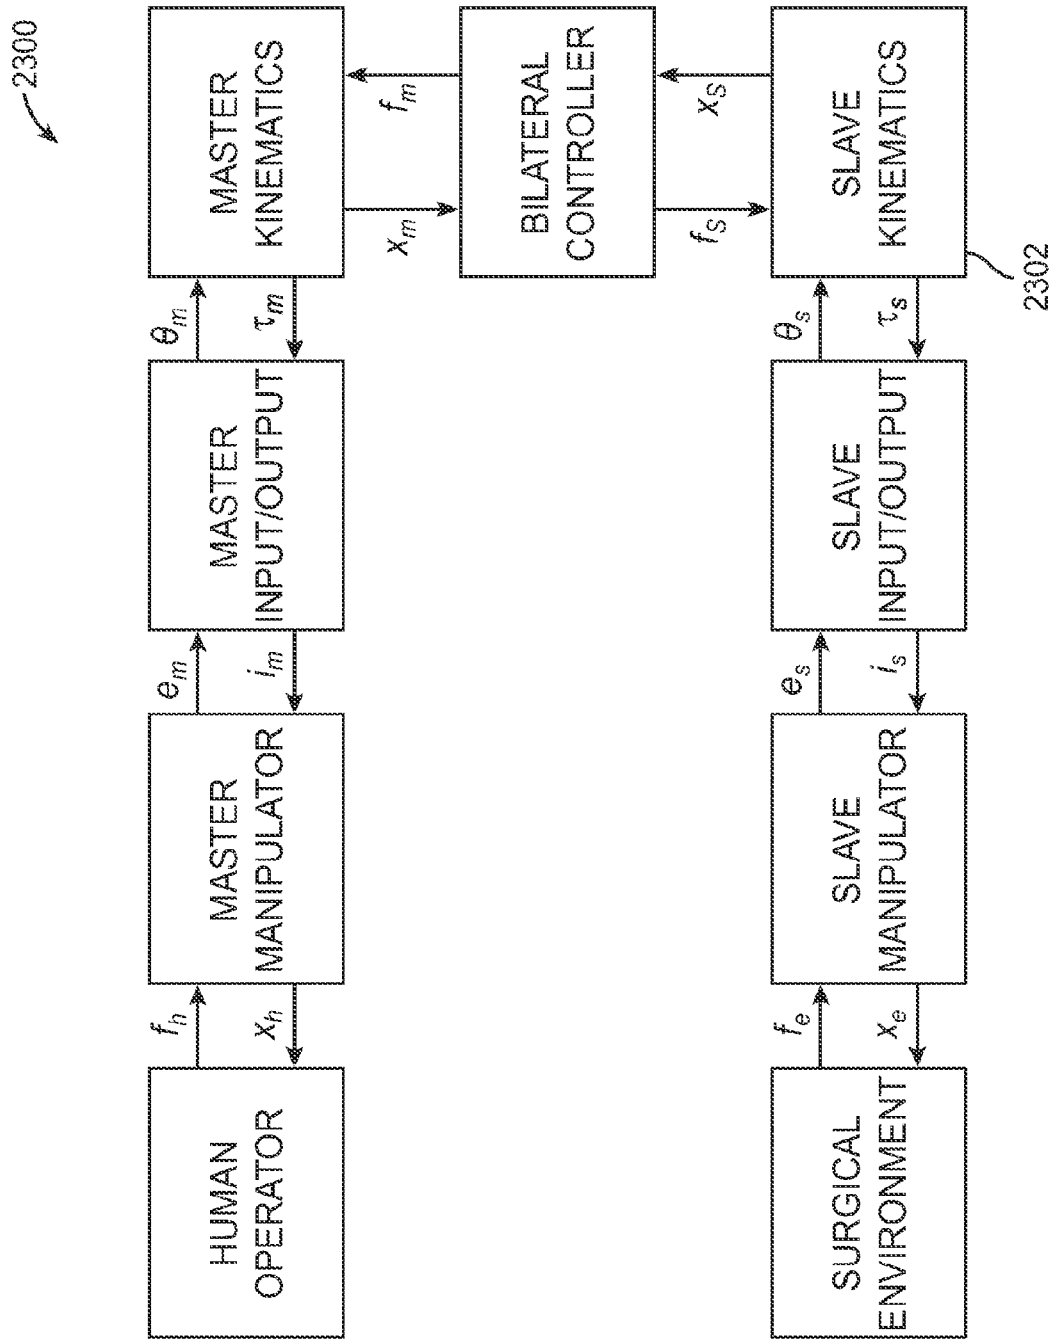 2300
HUMAN
OPERATOR
f_h
x_h
MASTER
MANIPULATOR
e_m
i_m
MASTER
INPUT/OUTPUT
θ_m
τ_m
MASTER
KINEMATICS
x_m
f_m
BILATERAL
CONTROLLER
f_S
x_S
SURGICAL
ENVIRONMENT
f_e
x_e
SLAVE
MANIPULATOR
e_s
i_s
SLAVE
INPUT/OUTPUT
θ_s
τ_s
SLAVE
KINEMATICS
2302